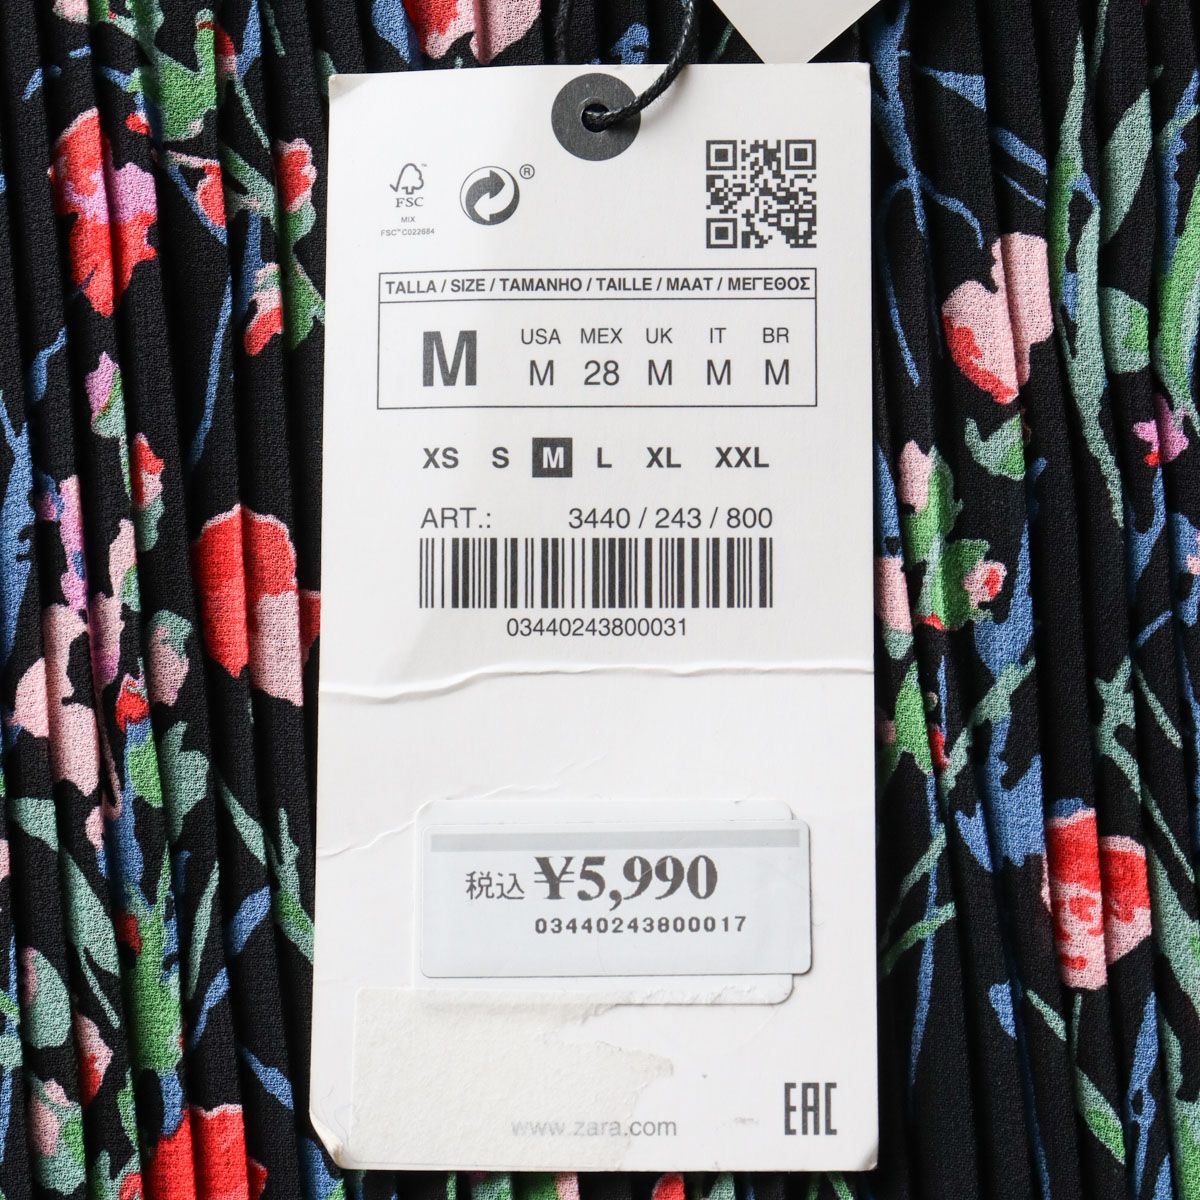 FSC™
MIX
FSC™ C022684
®
TALLA / SIZE / TAMANHO / TAILLE / MAAT / ΜΕΓΕΘΟΣ
M
USA MEX UK IT BR
M 28 M M M
XS S M L XL XXL
ART.: 3440 / 243 / 800
03440243800031
税込 ¥5,990
03440243800017
www.zara.com
EAC